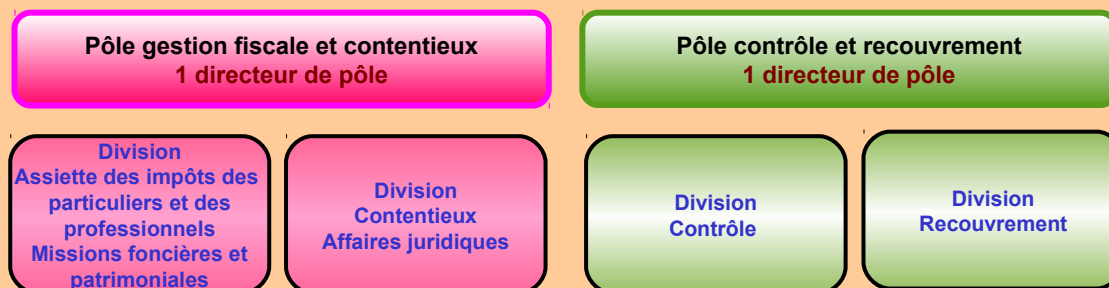 Pôle gestion fiscale et contentieux
1 directeur de pôle
Pôle contrôle et recouvrement
1 directeur de pôle
Division
Assiette des impôts des
particuliers et des
professionnels
Missions foncières et
patrimoniales
Division
Contentieux
Affaires juridiques
Division
Contrôle
Division
Recouvrement